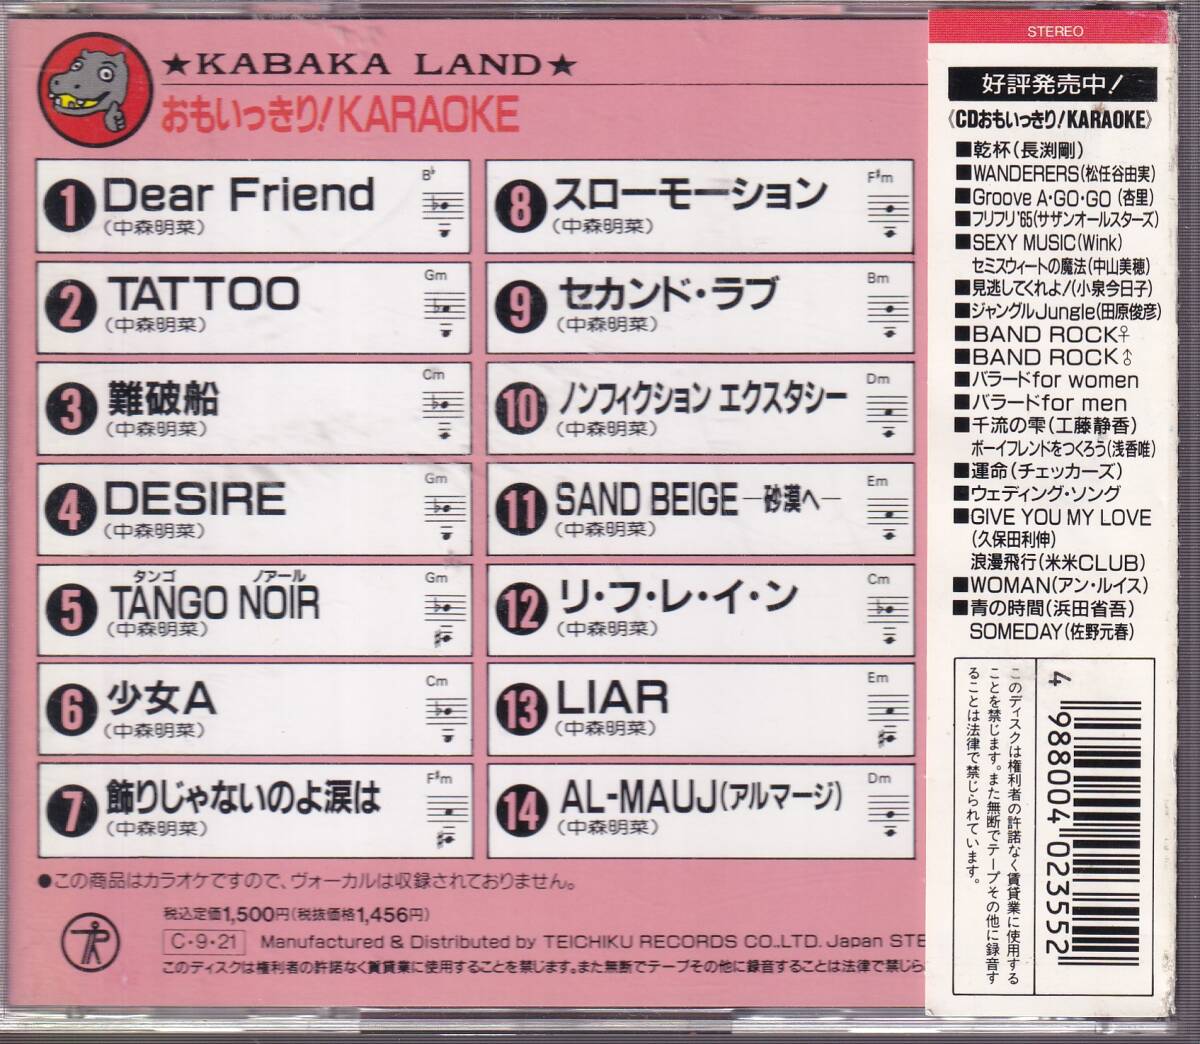 ★KABAKA LAND★
おもいっきり!KARAOKE
1 Dear Friend B♭
(中森明菜)
2 TATTOO Gm
(中森明菜)
3 難破船 Cm
(中森明菜)
4 DESIRE Gm
(中森明菜)
タンゴ ノアール
5 TANGO NOIR Gm
(中森明菜)
6 少女A Cm
(中森明菜)
7 飾りじゃないのよ涙は F♯m
(中森明菜)
8 スローモーション F♯m
(中森明菜)
9 セカンド・ラブ Bm
(中森明菜)
10 ノンフィクション エクスタシー Dm
(中森明菜)
11 SAND BEIGE—砂漠へ— Em
(中森明菜)
12 リ・フ・レ・イ・ン Cm
(中森明菜)
13 LIAR Em
(中森明菜)
14 AL-MAUJ(アルマージ) Dm
(中森明菜)
●この商品はカラオケですので、ヴォーカルは収録されておりません。
税込定価1,500円(税抜価格1,456円)
C・9・21 Manufactured & Distributed by TEICHIKU RECORDS CO.,LTD. Japan STE
このディスクは権利者の許諾なく賃貸業に使用することを禁じます。また無断でテープその他に録音することは法律で禁じら
STEREO
好評発売中!
《CDおもいっきり!KARAOKE》
■乾杯(長渕剛)
■WANDERERS(松任谷由実)
■Groove A・GO・GO (杏里)
■フリフリ'65(サザンオールスターズ)
■SEXY MUSIC(Wink)
セミスウィートの魔法(中山美穂)
■見逃してくれよ!(小泉今日子)
■ジャングルJungle(田原俊彦)
■BAND ROCK♀
■BAND ROCK♂
■バラードfor women
■バラードfor men
■千流の雫(工藤静香)
ボーイフレンドをつくろう(浅香唯)
■運命(チェッカーズ)
■ウェディング・ソング
■GIVE YOU MY LOVE
(久保田利伸)
浪漫飛行(米米CLUB)
■WOMAN(アン・ルイス)
■青の時間(浜田省吾)
SOMEDAY(佐野元春)
このディスクは権利者の許諾なく賃貸業に使用する
ことを禁じます。また無断でテープその他に録音す
ることは法律で禁じられています。
4 988004 023552